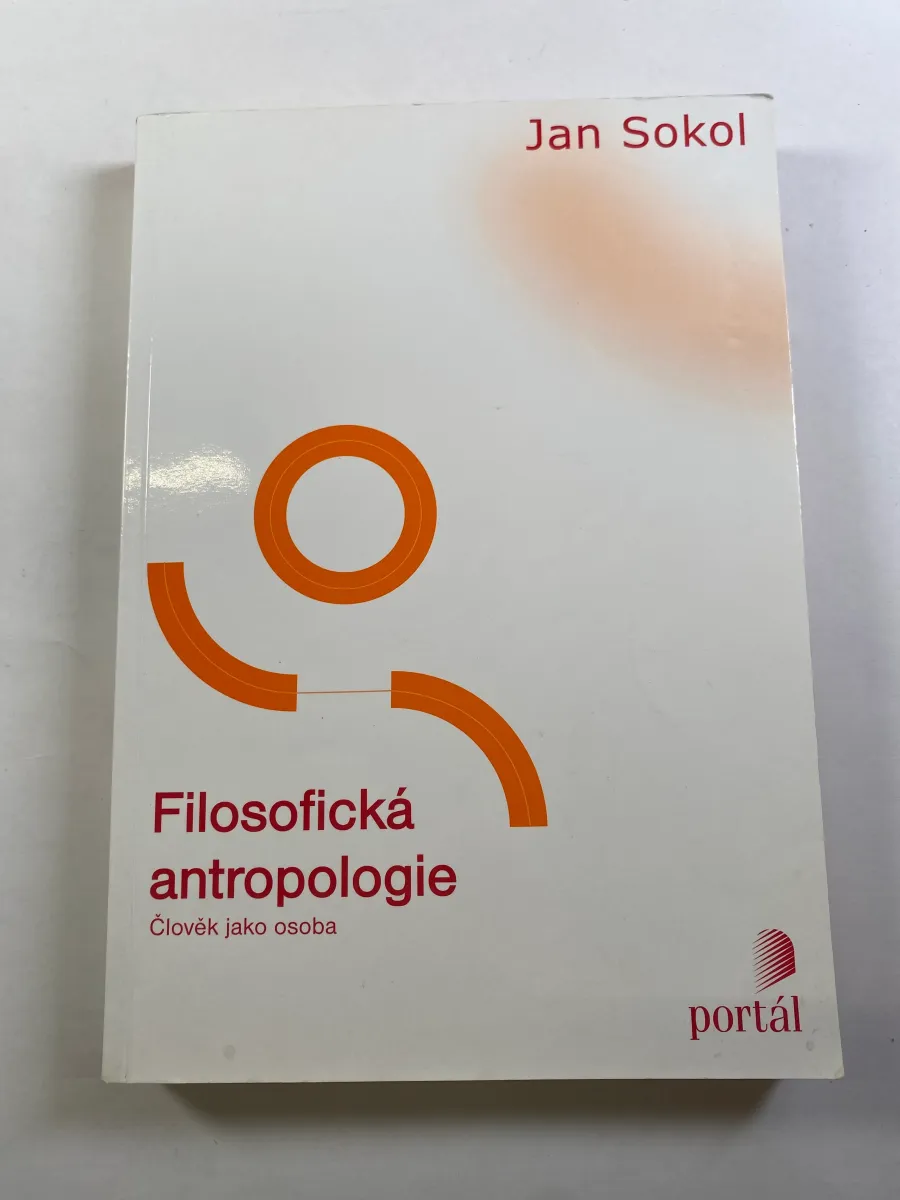 Jan Sokol
Filosofická
antropologie
Člověk jako osoba
portál